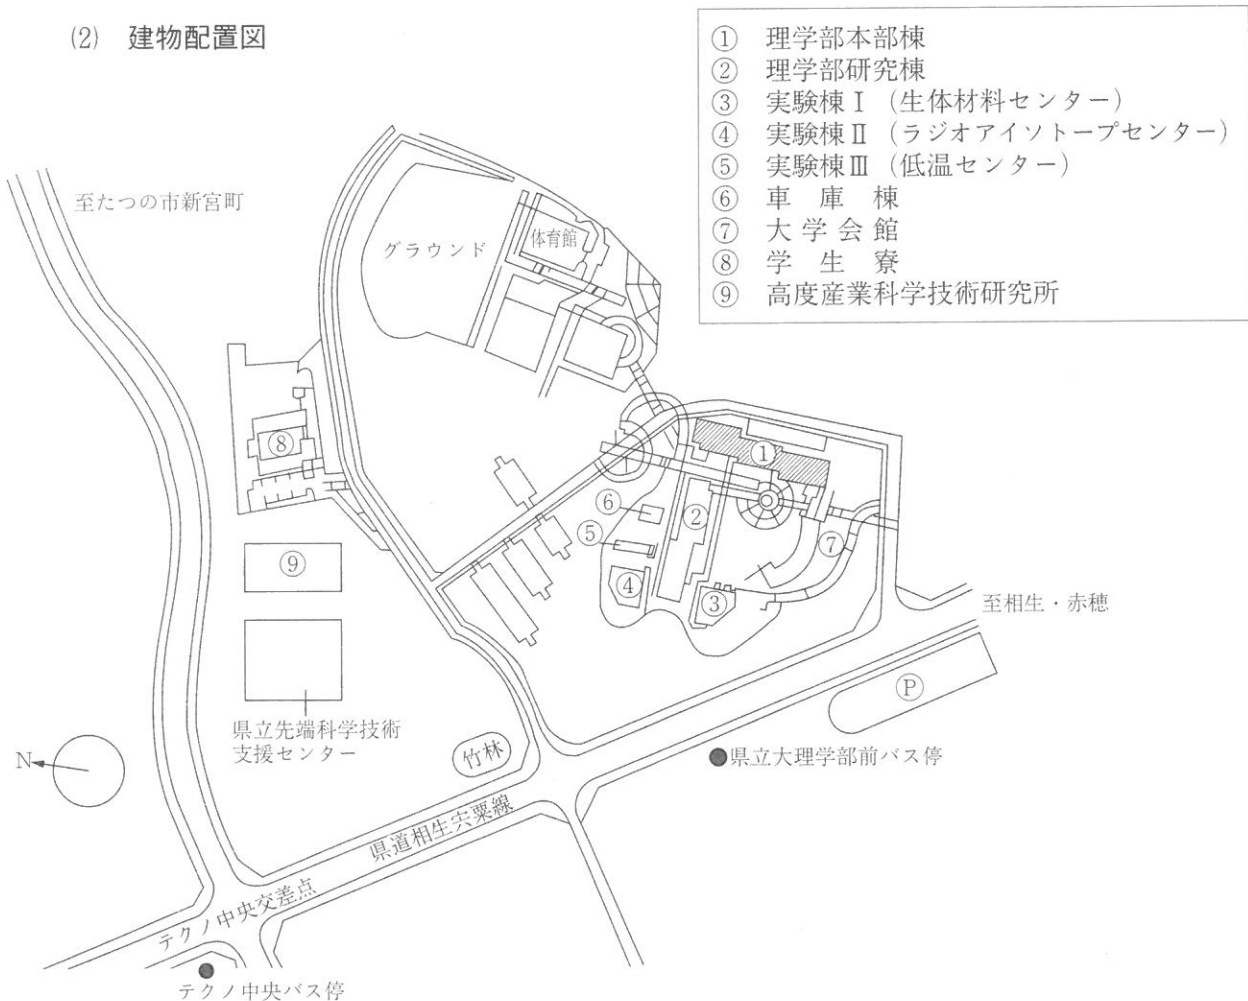 (2) 建物配置図
① 理学部本部棟
② 理学部研究棟
③ 実験棟Ⅰ（生体材料センター）
④ 実験棟Ⅱ（ラジオアイソトープセンター）
⑤ 実験棟Ⅲ（低温センター）
⑥ 車庫棟
⑦ 大学会館
⑧ 学生寮
⑨ 高度産業科学技術研究所
至たつの市新宮町
グラウンド
体育館
⑧
①
⑥
②
⑤
⑦
⑨
④
③
至相生・赤穂
Ⓟ
県立先端科学技術
支援センター
竹林
N
県立大理学部前バス停
県道相生宍粟線
テクノ中央交差点
テクノ中央バス停